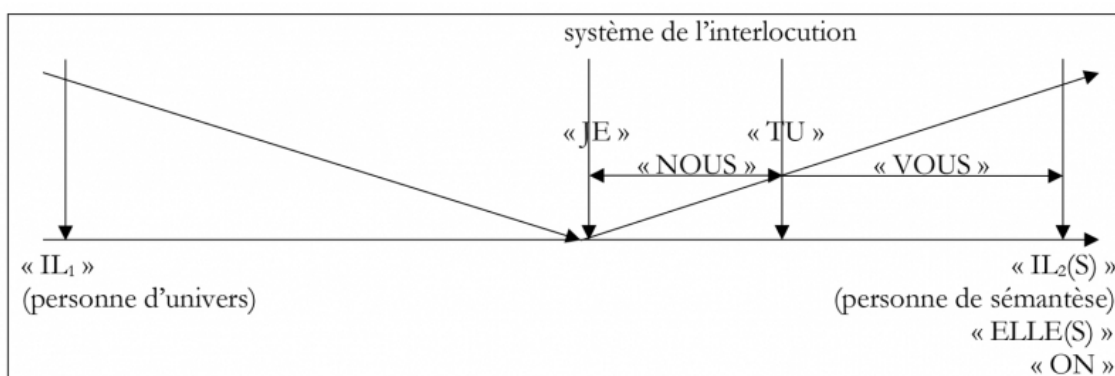 système de l’interlocution
« JE » « TU »
« NOUS » « VOUS »
« IL₁ » « IL₂(S) »
(personne d’univers) (personne de sémantèse)
« ELLE(S) »
« ON »